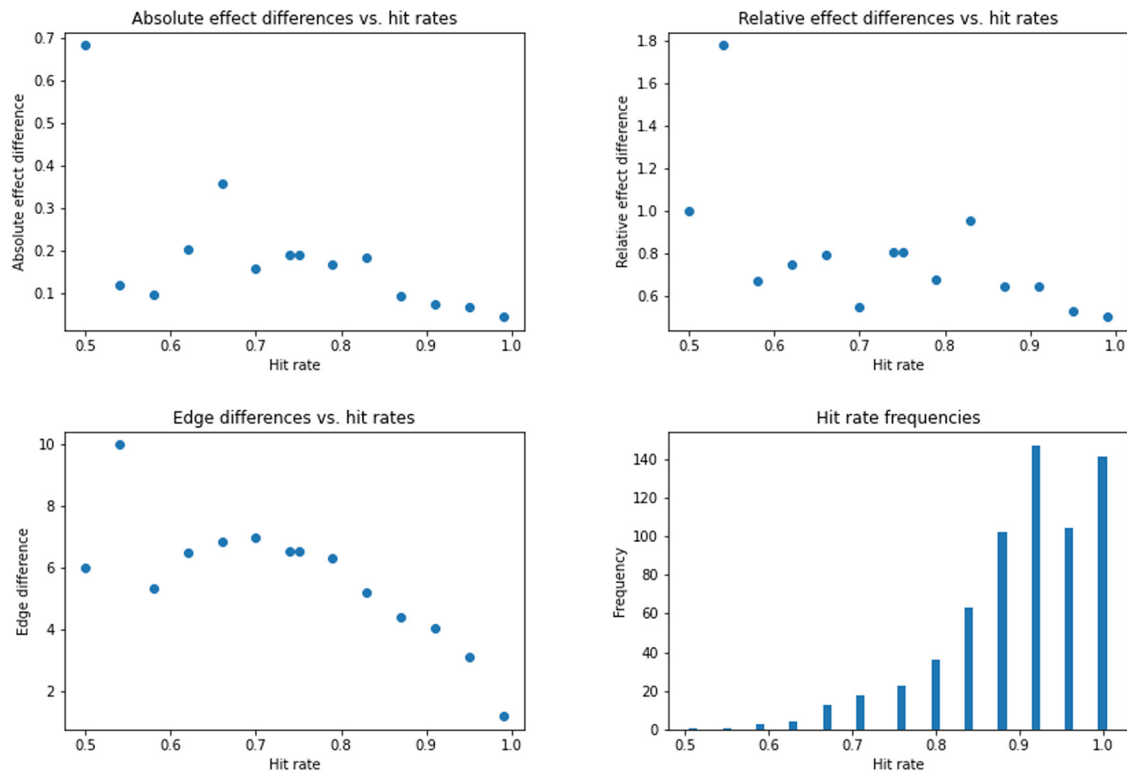 Absolute effect differences vs. hit rates
Absolute effect difference
0.7
0.6
0.5
0.4
0.3
0.2
0.1
0.5 0.6 0.7 0.8 0.9 1.0
Hit rate
Relative effect differences vs. hit rates
Relative effect difference
1.8
1.6
1.4
1.2
1.0
0.8
0.6
0.5 0.6 0.7 0.8 0.9 1.0
Hit rate
Edge differences vs. hit rates
Edge difference
10
8
6
4
2
0.5 0.6 0.7 0.8 0.9 1.0
Hit rate
Hit rate frequencies
Frequency
140
120
100
80
60
40
20
0
0.5 0.6 0.7 0.8 0.9 1.0
Hit rate